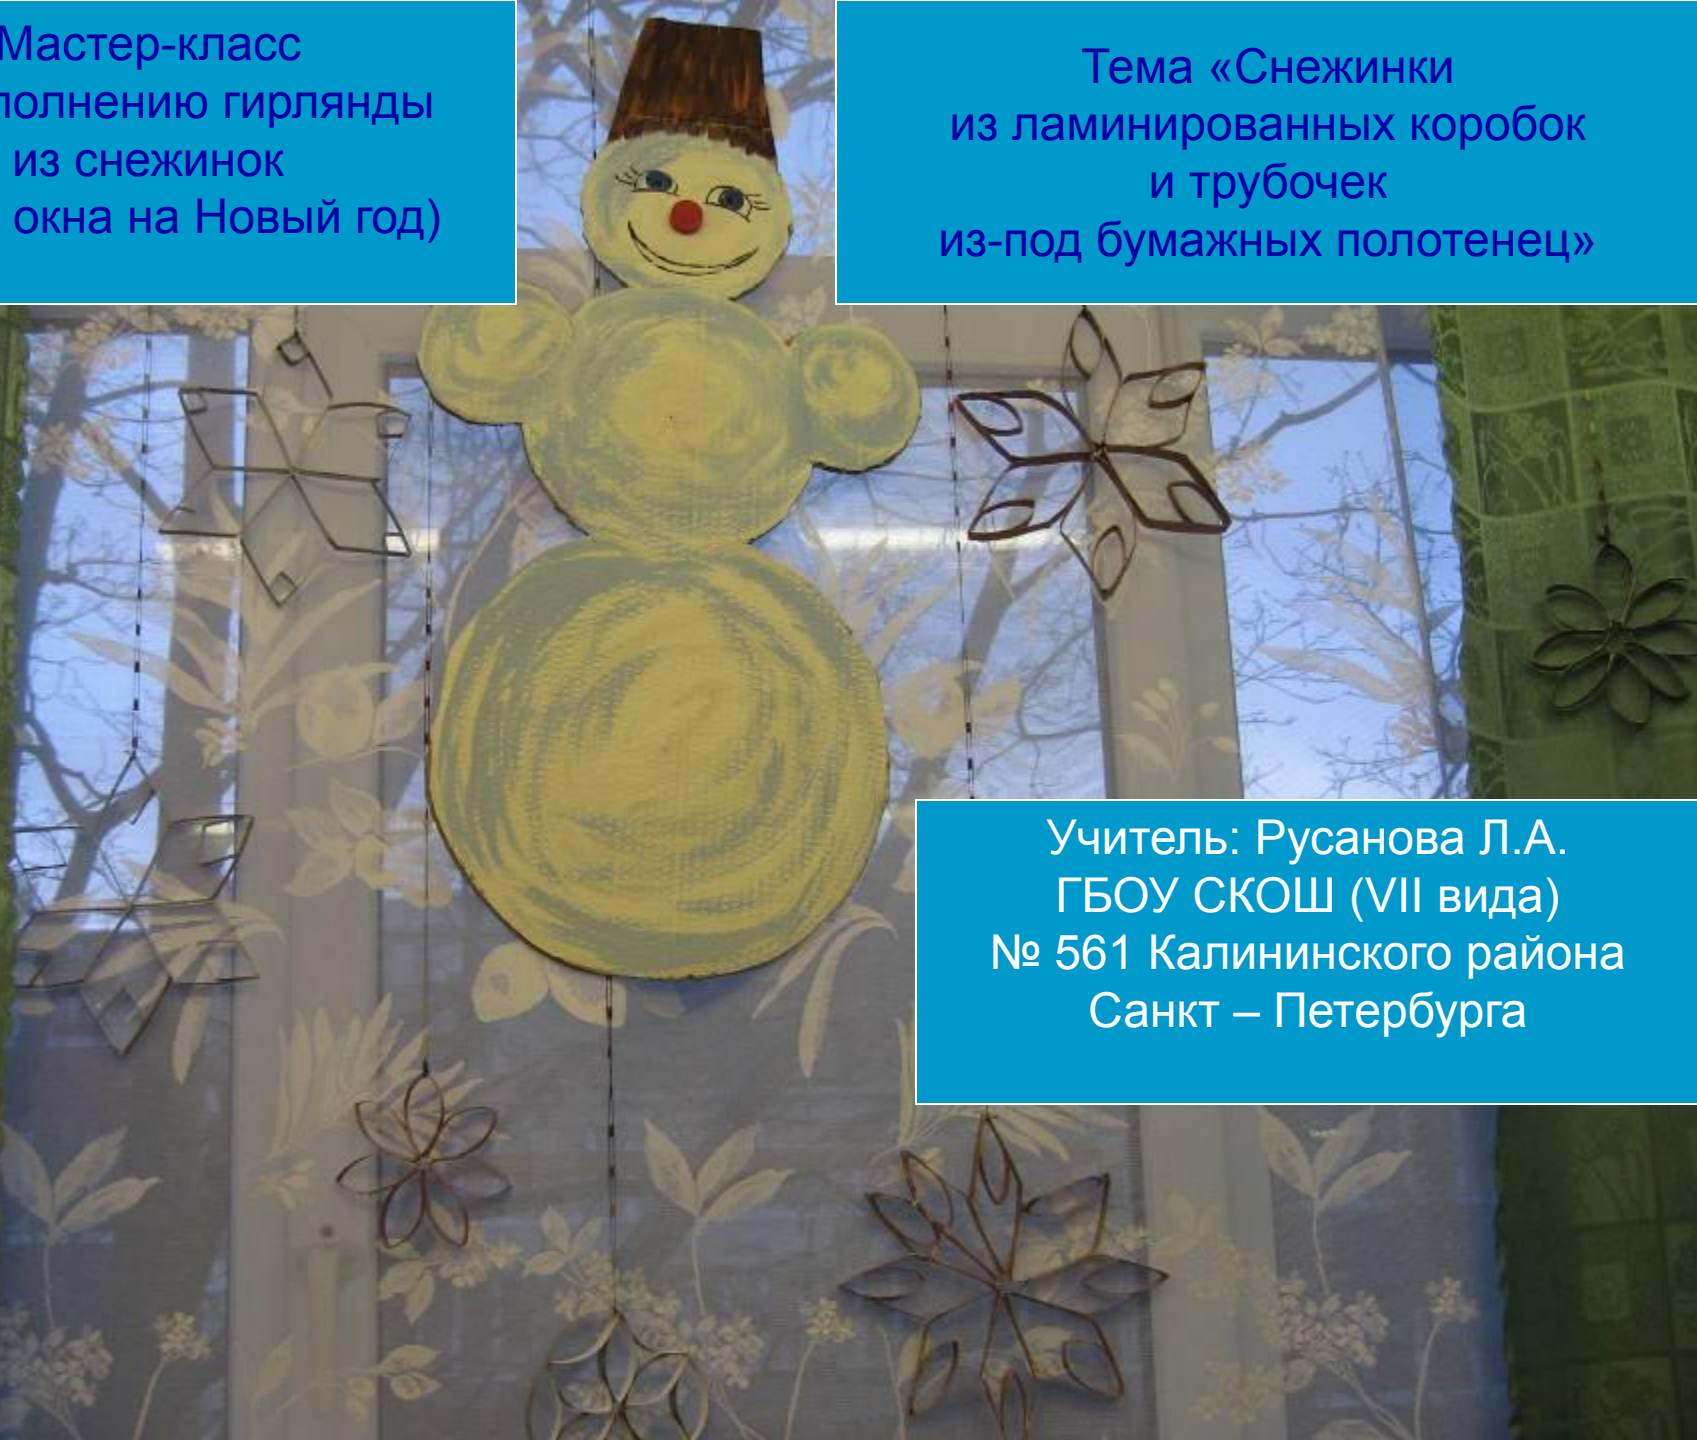 Мастер-класс
полнению гирлянды
из снежинок
окна на Новый год)
Тема «Снежинки
из ламинированных коробок
и трубочек
из-под бумажных полотенец»
Учитель: Русанова Л.А.
ГБОУ СКОШ (VII вида)
№ 561 Калининского района
Санкт – Петербурга